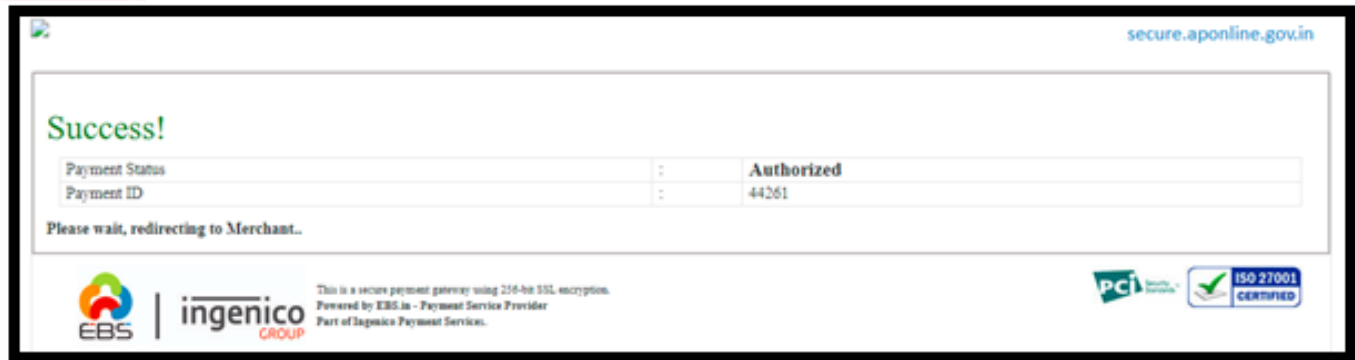 secure.aponline.gov.in
Success!
Payment Status : Authorized
Payment ID : 44261
Please wait, redirecting to Merchant..
EBS | ingenico GROUP
This is a secure payment gateway using 256-bit SSL encryption.
Powered by EBS.in - Payment Service Provider
Part of Ingenico Payment Services.
PCI Security
ISO 27001
CERTIFIED